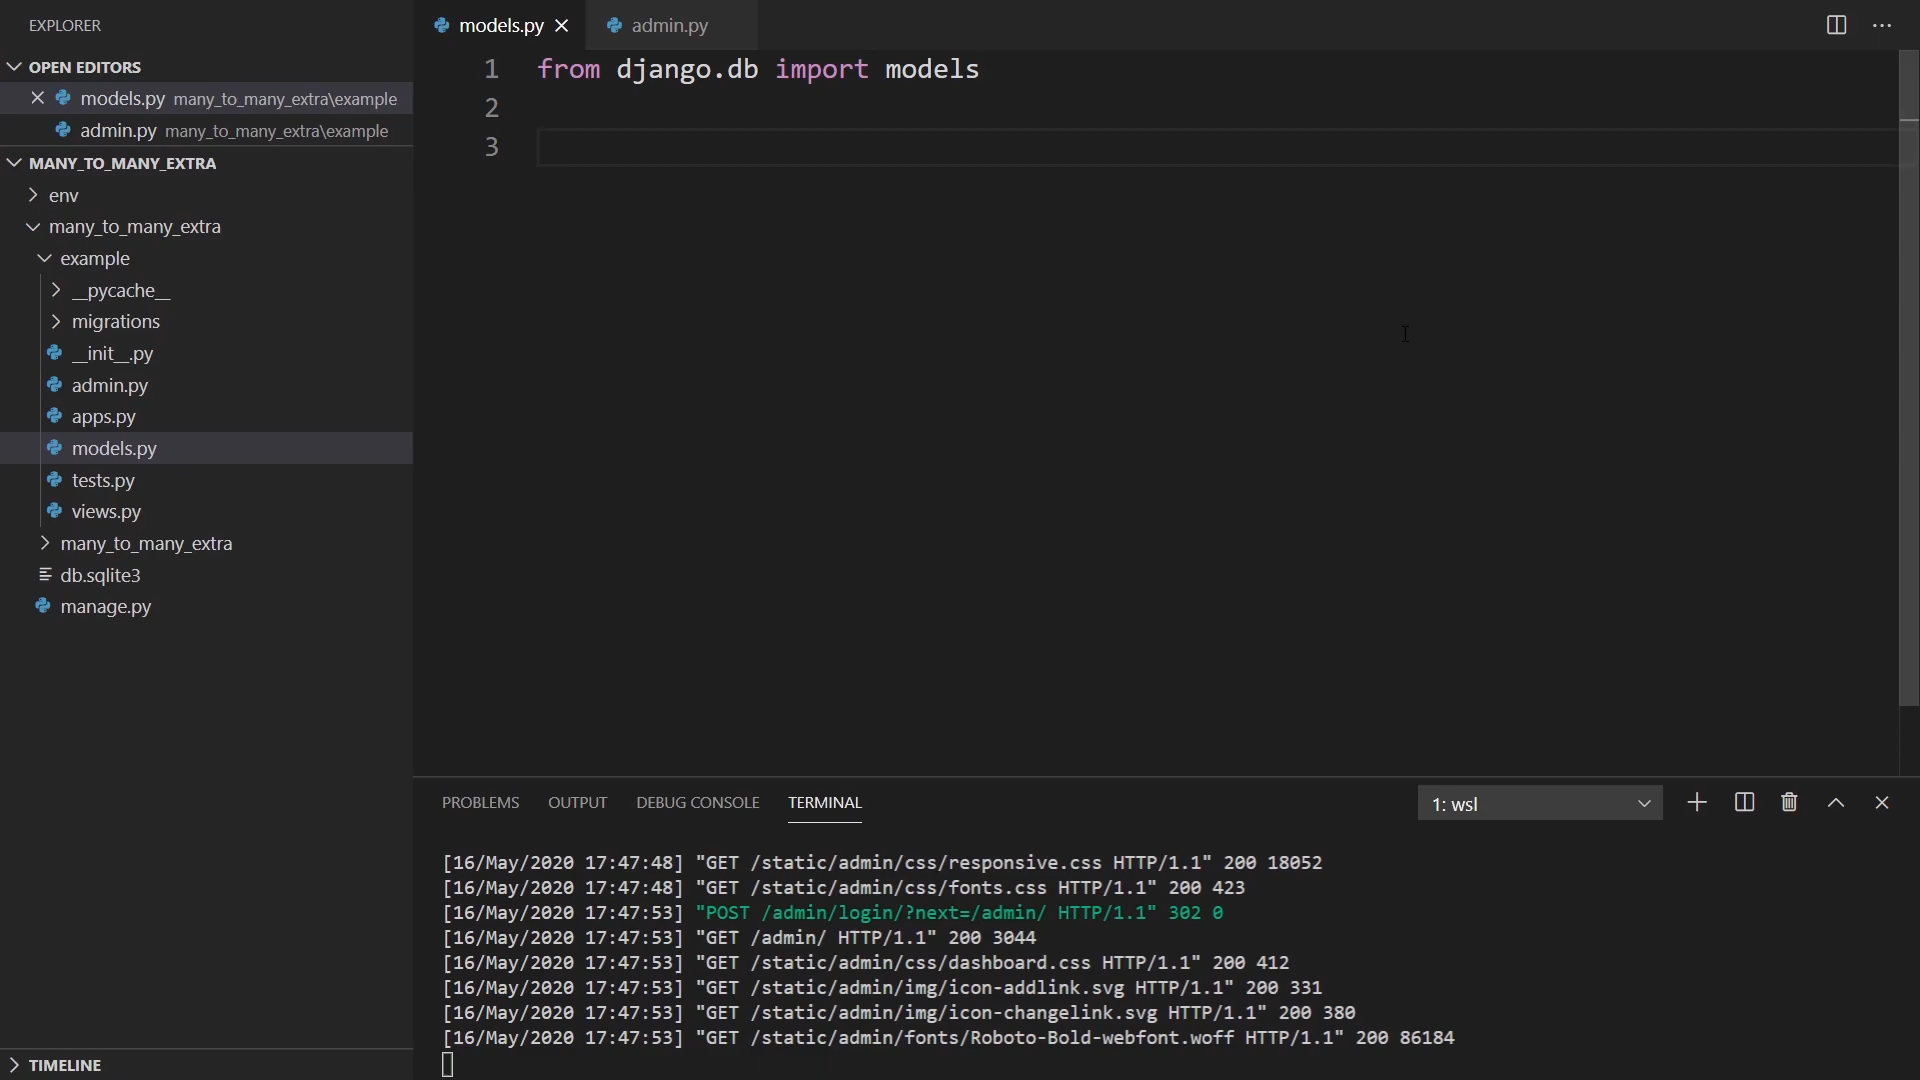 EXPLORER
OPEN EDITORS
models.py many_to_many_extra\example
admin.py many_to_many_extra\example
MANY_TO_MANY_EXTRA
env
many_to_many_extra
example
__pycache__
migrations
__init__.py
admin.py
apps.py
models.py
tests.py
views.py
many_to_many_extra
db.sqlite3
manage.py
TIMELINE
models.py
admin.py
1 from django.db import models
2
3
PROBLEMS OUTPUT DEBUG CONSOLE TERMINAL
1: wsl
[16/May/2020 17:47:48] "GET /static/admin/css/responsive.css HTTP/1.1" 200 18052
[16/May/2020 17:47:48] "GET /static/admin/css/fonts.css HTTP/1.1" 200 423
[16/May/2020 17:47:53] "POST /admin/login/?next=/admin/ HTTP/1.1" 302 0
[16/May/2020 17:47:53] "GET /admin/ HTTP/1.1" 200 3044
[16/May/2020 17:47:53] "GET /static/admin/css/dashboard.css HTTP/1.1" 200 412
[16/May/2020 17:47:53] "GET /static/admin/img/icon-addlink.svg HTTP/1.1" 200 331
[16/May/2020 17:47:53] "GET /static/admin/img/icon-changelink.svg HTTP/1.1" 200 380
[16/May/2020 17:47:53] "GET /static/admin/fonts/Roboto-Bold-webfont.woff HTTP/1.1" 200 86184